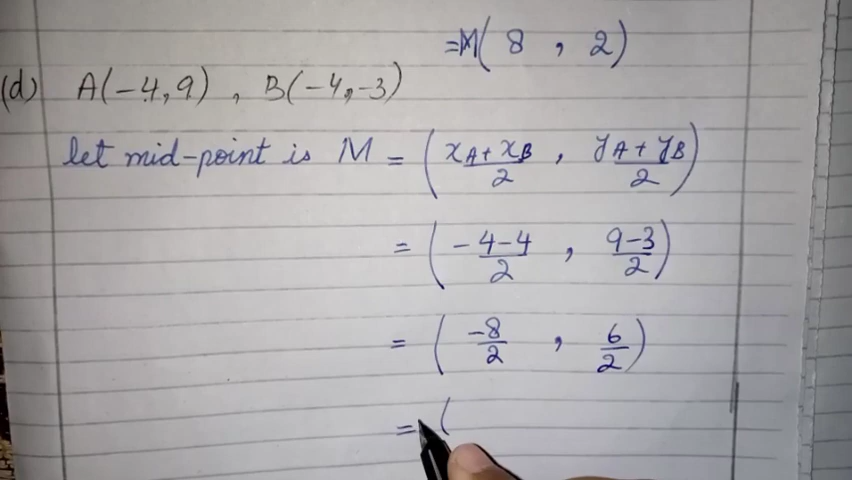 =M( 8 , 2)
(d) A(-4,9) , B(-4,-3)
let mid-point is M = (xA+xB/2 , yA+yB/2)
= (-4-4/2 , 9-3/2)
= (-8/2 , 6/2)
= (